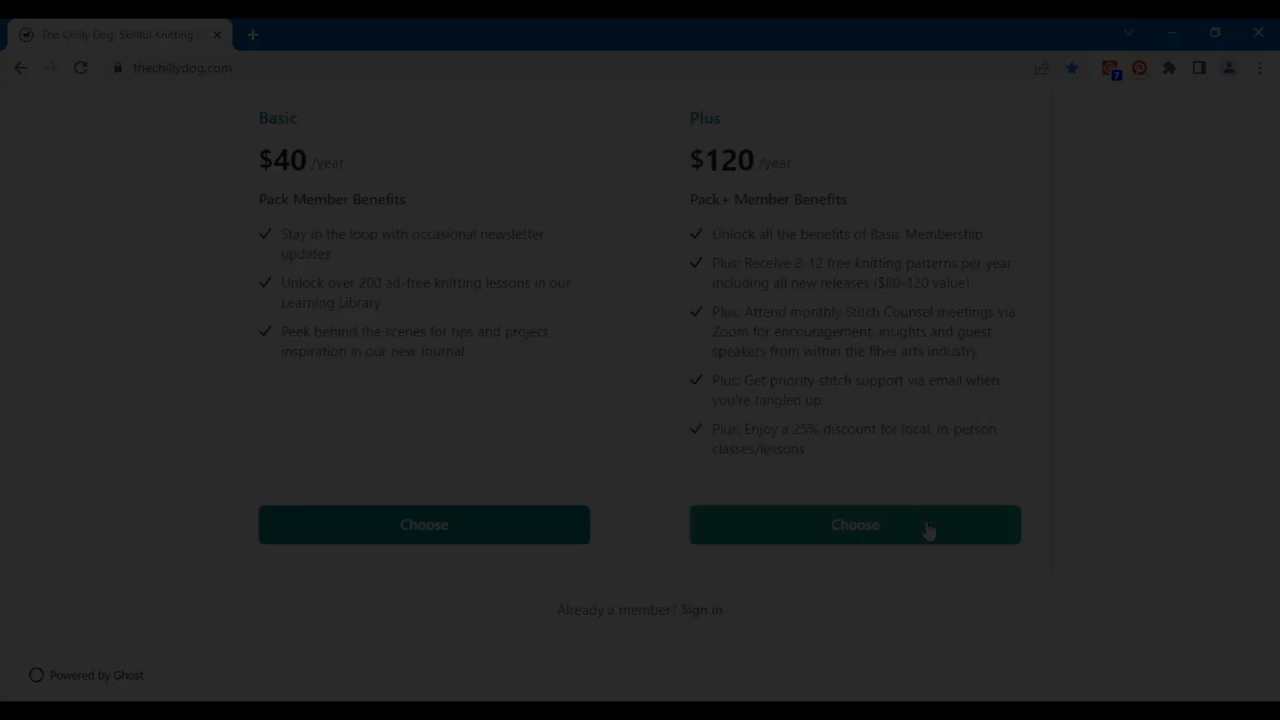 The Chilly Dog: Skillful Knitting
thechillydog.com
7
Basic
$40 /year
Pack Member Benefits
Stay in the loop with occasional newsletter
updates
Unlock over 200 ad-free knitting lessons in our
Learning Library
Peek behind the scenes for tips and project
inspiration in our new Journal
Choose
Plus
$120 /year
Pack+ Member Benefits
Unlock all the benefits of Basic Membership
Plus: Receive 8-12 free knitting patterns per year
including all new releases ($80-120 value)
Plus: Attend monthly Stitch Counsel meetings via
Zoom for encouragement, insights and guest
speakers from within the fiber arts industry
Plus: Get priority stitch support via email when
you're tangled up
Plus: Enjoy a 25% discount for local, in-person
classes/lessons
Choose
Already a member? Sign in
Powered by Ghost